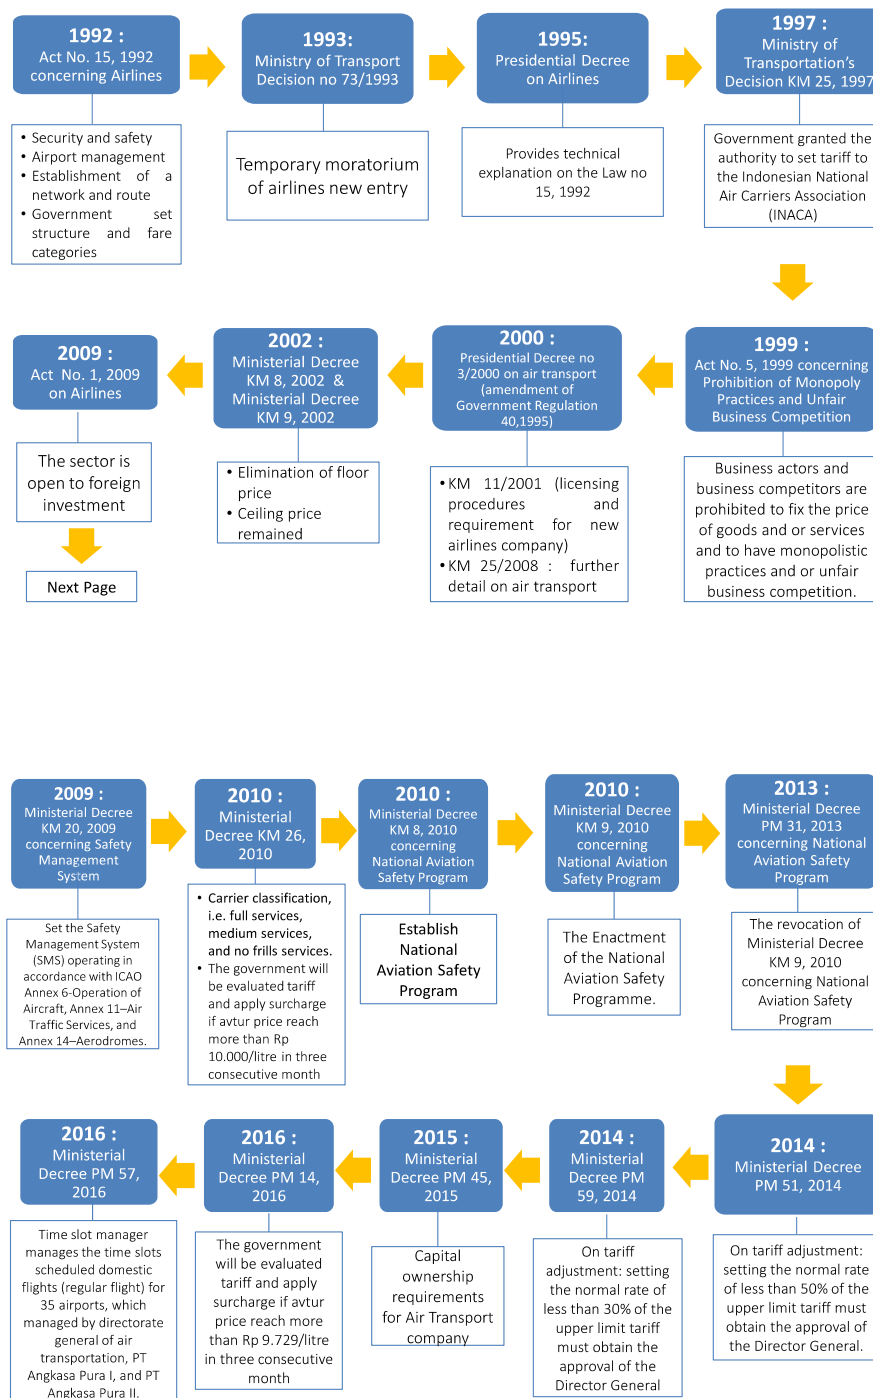 1992 :
Act No. 15, 1992
concerning Airlines
• Security and safety
• Airport management
• Establishment of a
network and route
• Government set
structure and fare
categories
1993:
Ministry of Transport
Decision no 73/1993
Temporary moratorium
of airlines new entry
1995:
Presidential Decree
on Airlines
Provides technical
explanation on the Law no
15, 1992
1997 :
Ministry of
Transportation's
Decision KM 25, 1997
Government granted the
authority to set tariff to
the Indonesian National
Air Carriers Association
(INACA)
1999 :
Act No. 5, 1999 concerning
Prohibition of Monopoly
Practices and Unfair
Business Competition
Business actors and
business competitors are
prohibited to fix the price
of goods and or services
and to have monopolistic
practices and or unfair
business competition.
2000 :
Presidential Decree no
3/2000 on air transport
(amendment of
Government Regulation
40,1995)
• KM 11/2001 (licensing
procedures and
requirement for new
airlines company)
• KM 25/2008 : further
detail on air transport
2002 :
Ministerial Decree
KM 8, 2002 &
Ministerial Decree
KM 9, 2002
• Elimination of floor
price
• Ceiling price
remained
2009 :
Act No. 1, 2009
on Airlines
The sector is
open to foreign
investment
Next Page
2009 :
Ministerial Decree
KM 20, 2009
concerning Safety
Management
System
Set the Safety
Management System
(SMS) operating in
accordance with ICAO
Annex 6-Operation of
Aircraft, Annex 11–Air
Traffic Services, and
Annex 14–Aerodromes.
2010 :
Ministerial
Decree KM 26,
2010
• Carrier classification,
i.e. full services,
medium services,
and no frills services.
• The government will
be evaluated tariff
and apply surcharge
if avtur price reach
more than Rp
10.000/litre in three
consecutive month
2010 :
Ministerial Decree
KM 8, 2010
concerning
National Aviation
Safety Program
Establish
National
Aviation Safety
Program
2010 :
Ministerial Decree
KM 9, 2010
concerning
National Aviation
Safety Program
The Enactment
of the National
Aviation Safety
Programme.
2013 :
Ministerial Decree
PM 31, 2013
concerning National
Aviation Safety
Program
The revocation of
Ministerial Decree
KM 9, 2010
concerning National
Aviation Safety
Program
2014 :
Ministerial Decree
PM 51, 2014
On tariff adjustment:
setting the normal rate
of less than 50% of the
upper limit tariff must
obtain the approval of
the Director General.
2014 :
Ministerial
Decree PM
59, 2014
On tariff
adjustment: setting
the normal rate of
less than 30% of the
upper limit tariff
must obtain the
approval of the
Director General
2015 :
Ministerial
Decree PM 45,
2015
Capital
ownership
requirements
for Air Transport
company
2016 :
Ministerial
Decree PM 14,
2016
The government
will be evaluated
tariff and apply
surcharge if avtur
price reach more
than Rp 9.729/litre
in three consecutive
month
2016 :
Ministerial
Decree PM 57,
2016
Time slot manager
manages the time slots
scheduled domestic
flights (regular flight) for
35 airports, which
managed by directorate
general of air
transportation, PT
Angkasa Pura I, and PT
Angkasa Pura II.